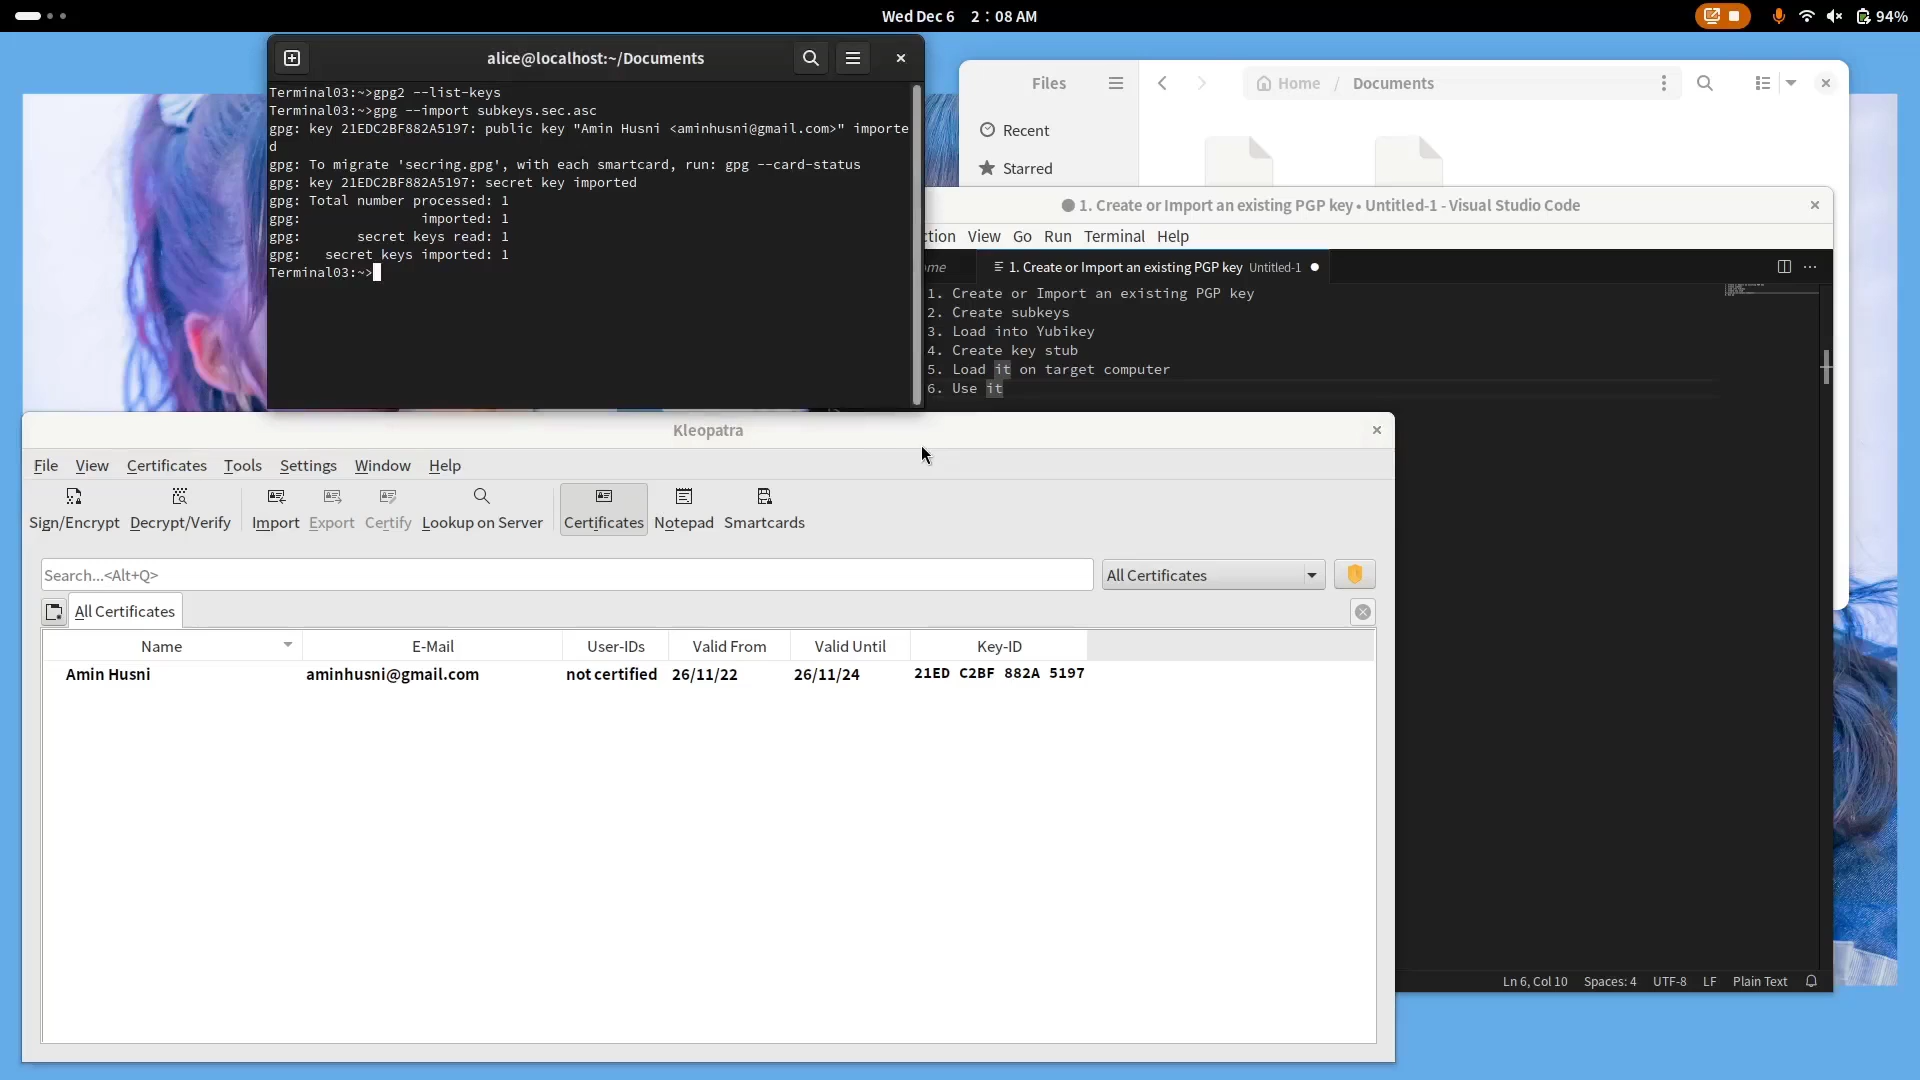 Wed Dec 6 2:08 AM
94%
alice@localhost:~/Documents
Terminal03:~>gpg2 --list-keys
Terminal03:~>gpg --import subkeys.sec.asc
gpg: key 21EDC2BF882A5197: public key "Amin Husni <aminhusni@gmail.com>" importe
d
gpg: To migrate 'secring.gpg', with each smartcard, run: gpg --card-status
gpg: key 21EDC2BF882A5197: secret key imported
gpg: Total number processed: 1
gpg: imported: 1
gpg: secret keys read: 1
gpg: secret keys imported: 1
Terminal03:~>
Files
Home / Documents
Recent
Starred
1. Create or Import an existing PGP key • Untitled-1 - Visual Studio Code
ction View Go Run Terminal Help
ome
1. Create or Import an existing PGP key Untitled-1
1. Create or Import an existing PGP key
2. Create subkeys
3. Load into Yubikey
4. Create key stub
5. Load it on target computer
6. Use it
Ln 6, Col 10 Spaces: 4 UTF-8 LF Plain Text
Kleopatra
File View Certificates Tools Settings Window Help
Sign/Encrypt Decrypt/Verify Import Export Certify Lookup on Server Certificates Notepad Smartcards
Search...<Alt+Q>
All Certificates
All Certificates
Name E-Mail User-IDs Valid From Valid Until Key-ID
Amin Husni aminhusni@gmail.com not certified 26/11/22 26/11/24 21ED C2BF 882A 5197